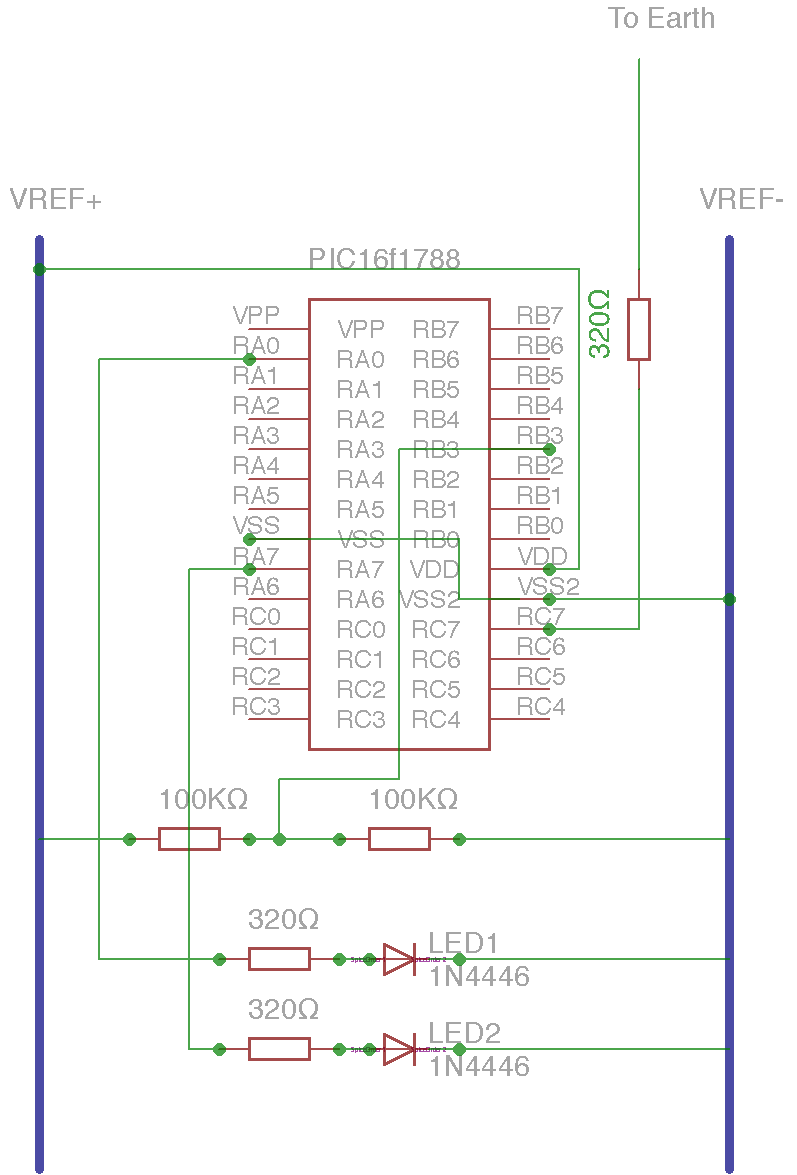 To Earth
VREF+
VREF-
PIC16f1788
320Ω
VPP
VPP
RB7
RB7
RA0
RA0
RB6
RB6
RA1
RA1
RB5
RB5
RA2
RA2
RB4
RB4
RA3
RA3
RB3
RB3
RA4
RA4
RB2
RB2
RA5
RA5
RB1
RB1
VSS
VSS
RB0
RB0
RA7
RA7
VDD
VDD
RA6
RA6
VSS2
VSS2
RC0
RC0
RC7
RC7
RC1
RC1
RC6
RC6
RC2
RC2
RC5
RC5
RC3
RC3
RC4
RC4
100KΩ
100KΩ
320Ω
LED1
1N4446
320Ω
LED2
1N4446